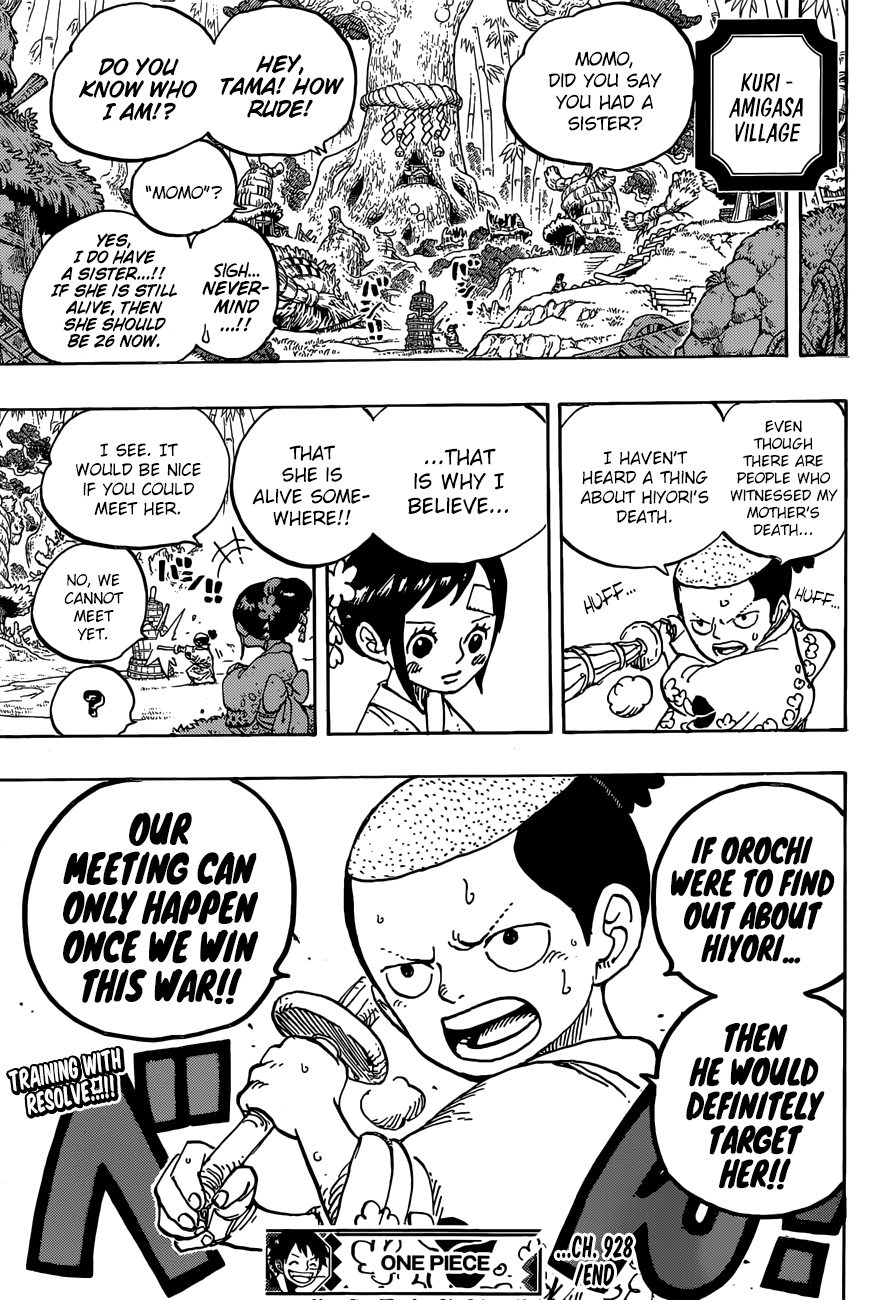 KURI -
AMIGASA
VILLAGE
MOMO,
DID YOU SAY
YOU HAD A
SISTER?
HEY,
TAMA! HOW
RUDE!
DO YOU
KNOW WHO
I AM!?
"MOMO"?
SIGH...
NEVER-
MIND
...!!
YES,
I DO HAVE
A SISTER...!!
IF SHE IS STILL
ALIVE, THEN
SHE SHOULD
BE 26 NOW.
EVEN
THOUGH
THERE ARE
PEOPLE WHO
WITNESSED MY
MOTHER'S
DEATH...
I HAVEN'T
HEARD A THING
ABOUT HIYORI'S
DEATH.
HUFF...
HUFF...
...THAT
IS WHY I
BELIEVE...
THAT
SHE IS
ALIVE SOME-
WHERE!!
I SEE. IT
WOULD BE NICE
IF YOU COULD
MEET HER.
NO, WE
CANNOT
MEET
YET.
?
IF OROCHI
WERE TO FIND
OUT ABOUT
HIYORI...
THEN
HE WOULD
DEFINITELY
TARGET
HER!!
OUR
MEETING CAN
ONLY HAPPEN
ONCE WE WIN
THIS WAR!!
TRAINING WITH
RESOLVE...!!!
ONE PIECE
...CH. 928
/END